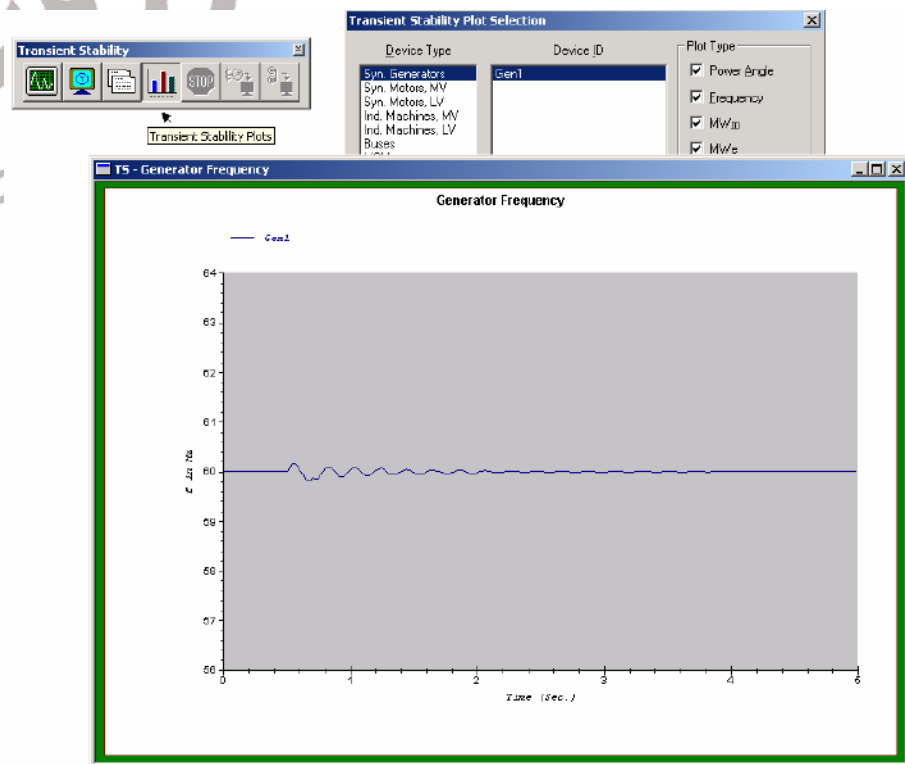 Transient Stability
STOP
Transient Stability Plots
Transient Stability Plot Selection
Device Type
Device ID
Plot Type
Syn. Generators
Syn. Motors, MV
Syn. Motors, LV
Ind. Machines, MV
Ind. Machines, LV
Buses
Gen1
Power Angle
Frequency
MWm
MWe
TS - Generator Frequency
Generator Frequency
Gen1
64
63
62
61
60
59
58
57
56
0
1
2
3
4
5
6
Time (Sec.)